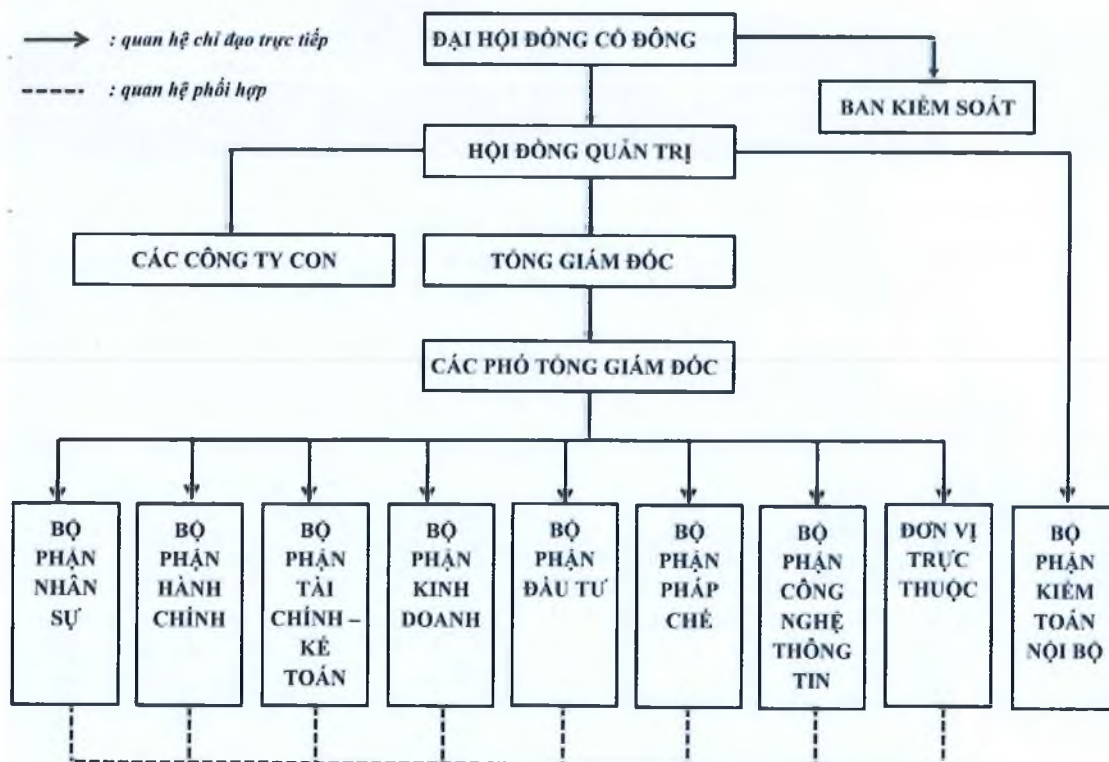 : quan hệ chỉ đạo trực tiếp
: quan hệ phối hợp
ĐẠI HỘI ĐỒNG CỔ ĐÔNG
BAN KIỂM SOÁT
HỘI ĐỒNG QUẢN TRỊ
CÁC CÔNG TY CON
TỔNG GIÁM ĐỐC
CÁC PHÓ TỔNG GIÁM ĐỐC
BỘ
PHẬN
NHÂN
SỰ
BỘ
PHẬN
HÀNH
CHÍNH
BỘ
PHẬN
TÀI
CHÍNH –
KẾ
TOÁN
BỘ
PHẬN
KINH
DOANH
BỘ
PHẬN
ĐẦU TƯ
BỘ
PHẬN
PHÁP
CHẾ
BỘ
PHẬN
CÔNG
NGHỆ
THÔNG
TIN
ĐƠN VỊ
TRỰC
THUỘC
BỘ
PHẬN
KIỂM
TOÁN
NỘI BỘ